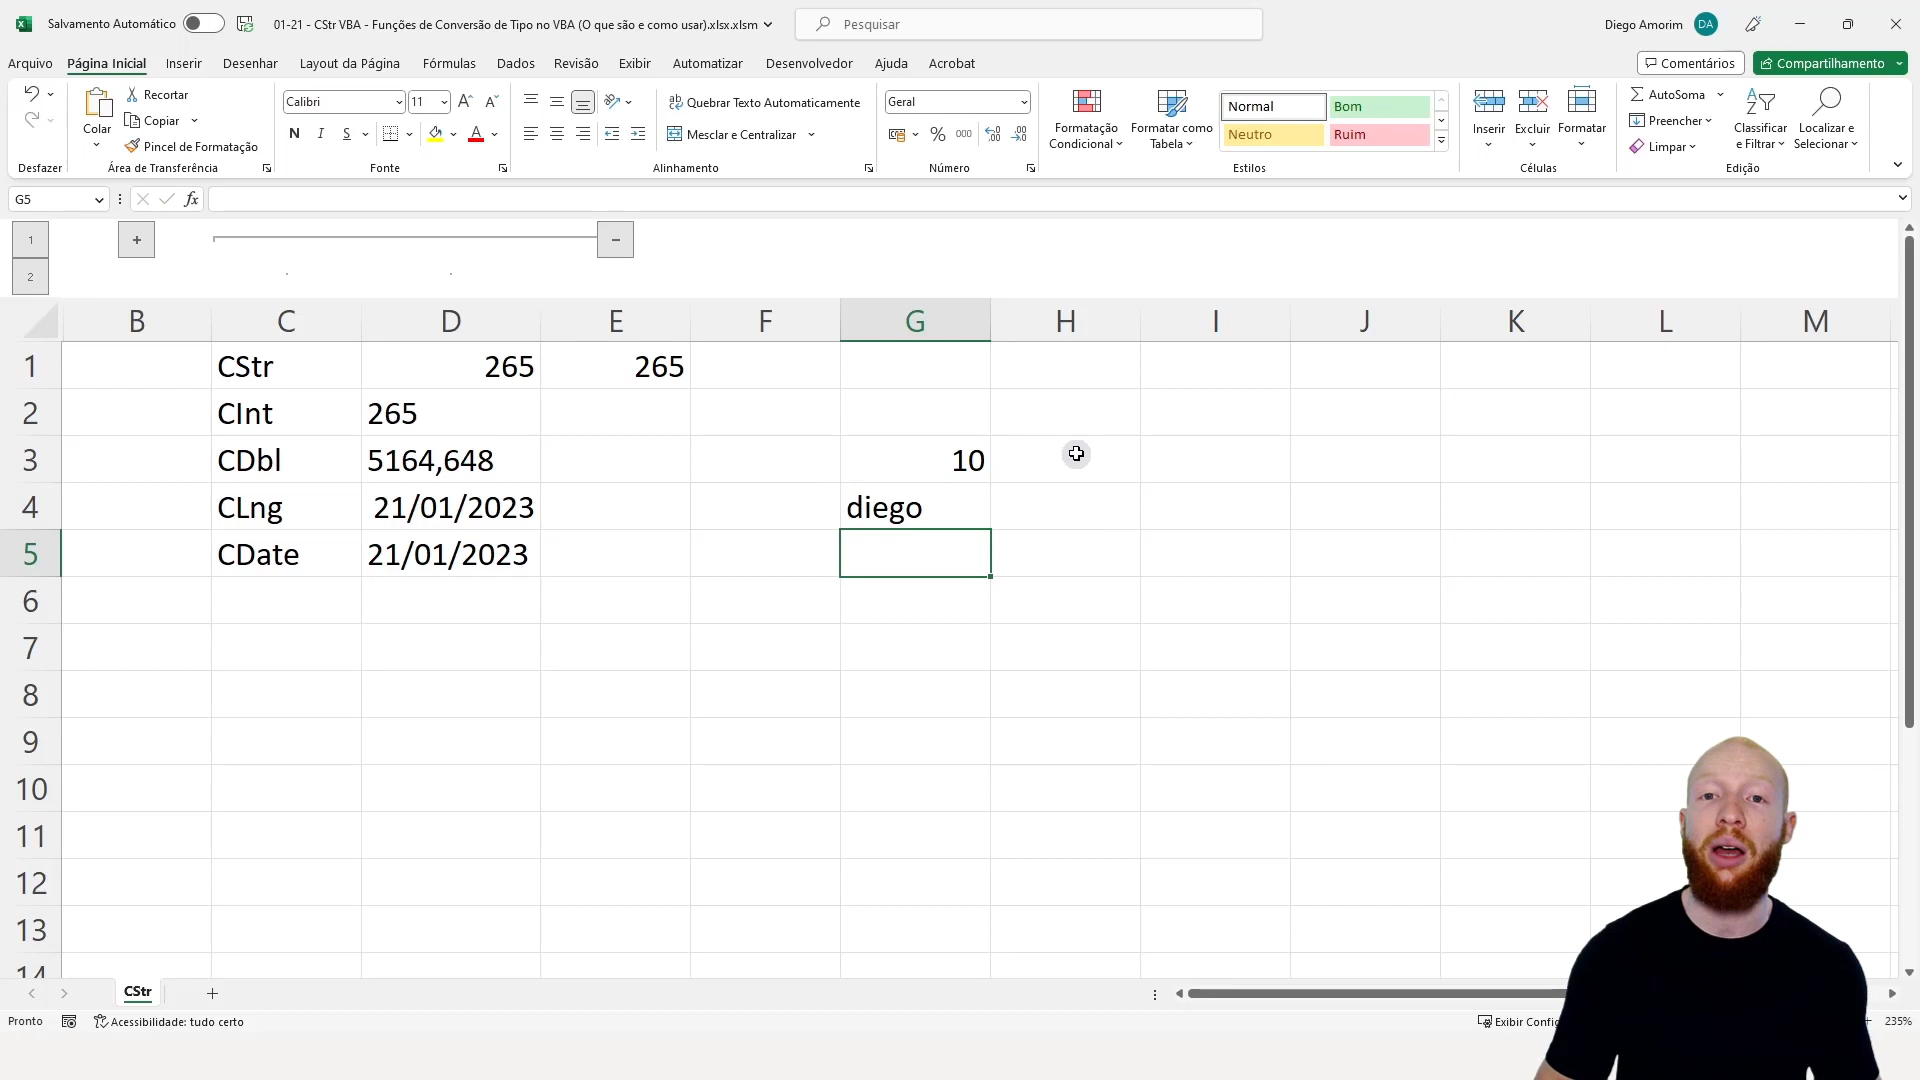 Salvamento Automático
01-21 - CStr VBA - Funções de Conversão de Tipo no VBA (O que são e como usar).xlsx.xlsm
Pesquisar
Diego Amorim
DA
Arquivo
Página Inicial
Inserir
Desenhar
Layout da Página
Fórmulas
Dados
Revisão
Exibir
Automatizar
Desenvolvedor
Ajuda
Acrobat
Comentários
Compartilhamento
Desfazer
Colar
Recortar
Copiar
Pincel de Formatação
Área de Transferência
Calibri
11
N I S
Fonte
Quebrar Texto Automaticamente
Mesclar e Centralizar
Alinhamento
Geral
% 000
Número
Formatação
Condicional
Formatar como
Tabela
Normal
Bom
Neutro
Ruim
Estilos
Inserir
Excluir
Formatar
Células
AutoSoma
Preencher
Limpar
Classificar
e Filtrar
Localizar e
Selecionar
Edição
G5
fx
1
2
B C D E F G H I J K L M
1 CStr 265 265
2 CInt 265
3 CDbl 5164,648 10
4 CLng 21/01/2023 diego
5 CDate 21/01/2023
6
7
8
9
10
11
12
13
14
CStr
Pronto
Acessibilidade: tudo certo
Exibir Config
235%